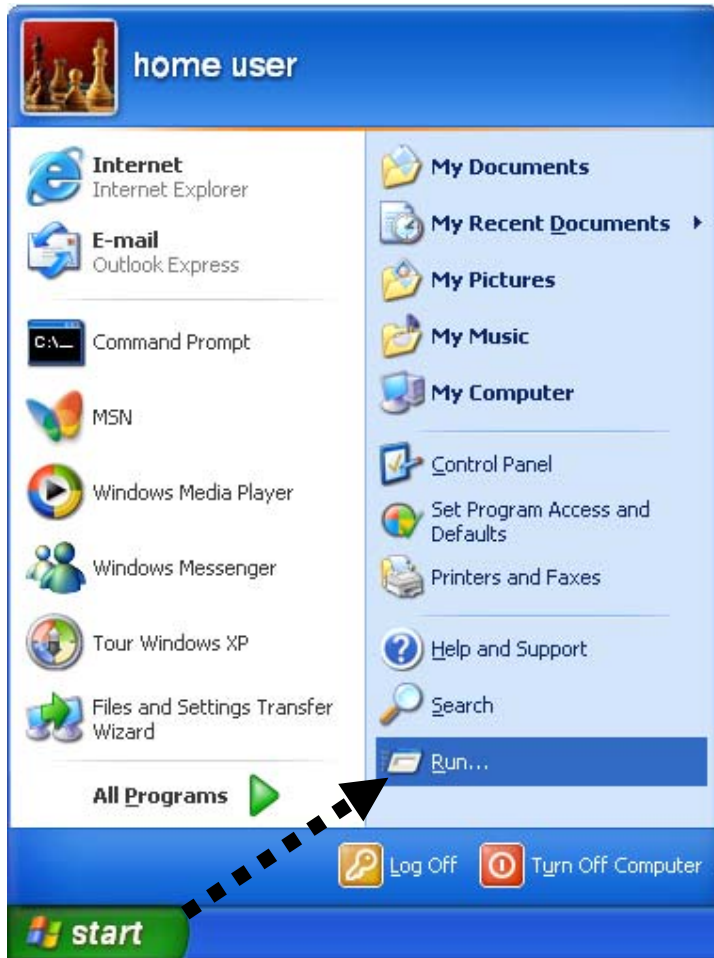 home user
Internet
Internet Explorer
E-mail
Outlook Express
C:\_
Command Prompt
MSN
Windows Media Player
Windows Messenger
Tour Windows XP
Files and Settings Transfer
Wizard
All Programs
My Documents
My Recent Documents
My Pictures
My Music
My Computer
Control Panel
Set Program Access and
Defaults
Printers and Faxes
Help and Support
Search
Run...
Log Off
Turn Off Computer
start